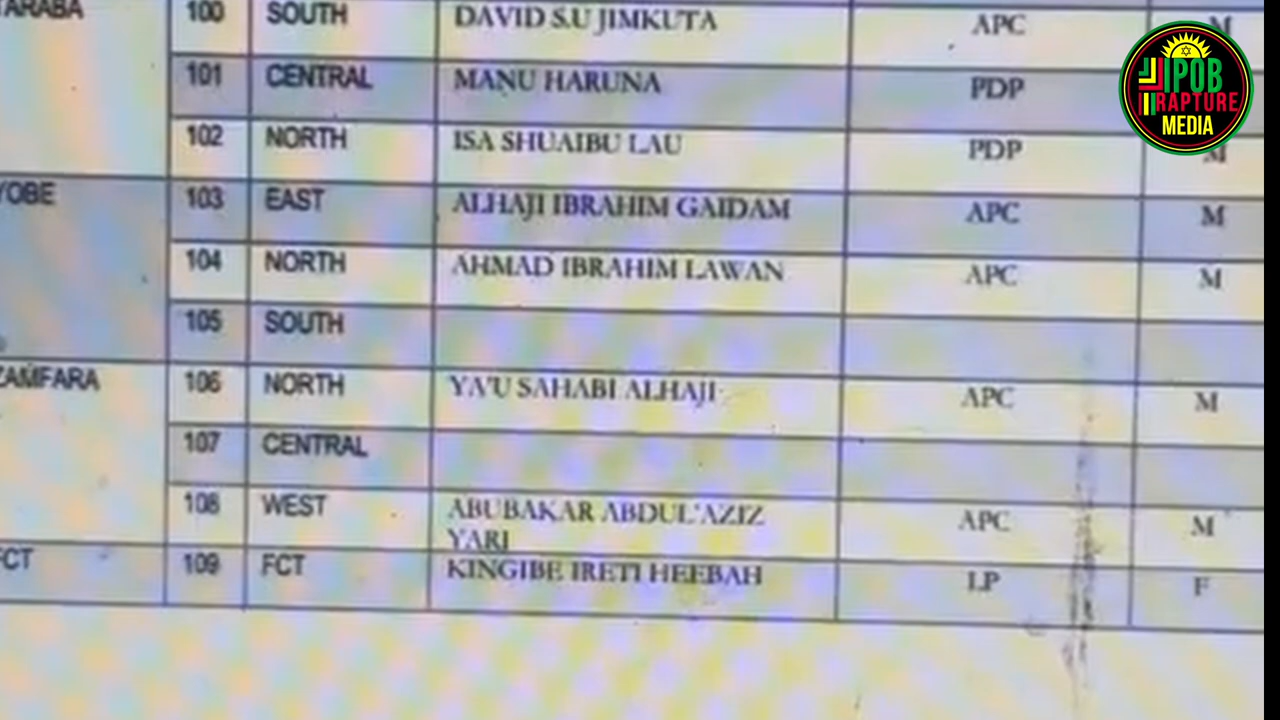 TARABA 100 SOUTH DAVID S.U JIMKUTA APC M
101 CENTRAL MANU HARUNA PDP
102 NORTH ISA SHUAIBU LAU PDP M
YOBE 103 EAST ALHAJI IBRAHIM GAIDAM APC M
104 NORTH AHMAD IBRAHIM LAWAN APC M
105 SOUTH
ZAMFARA 106 NORTH YA'U SAHABI ALHAJI APC M
107 CENTRAL
108 WEST ABUBAKAR ABDUL'AZIZ APC M
YARI
FCT 109 FCT KINGIBE IRETI HEEBAH LP F
IPOB
RAPTURE
MEDIA